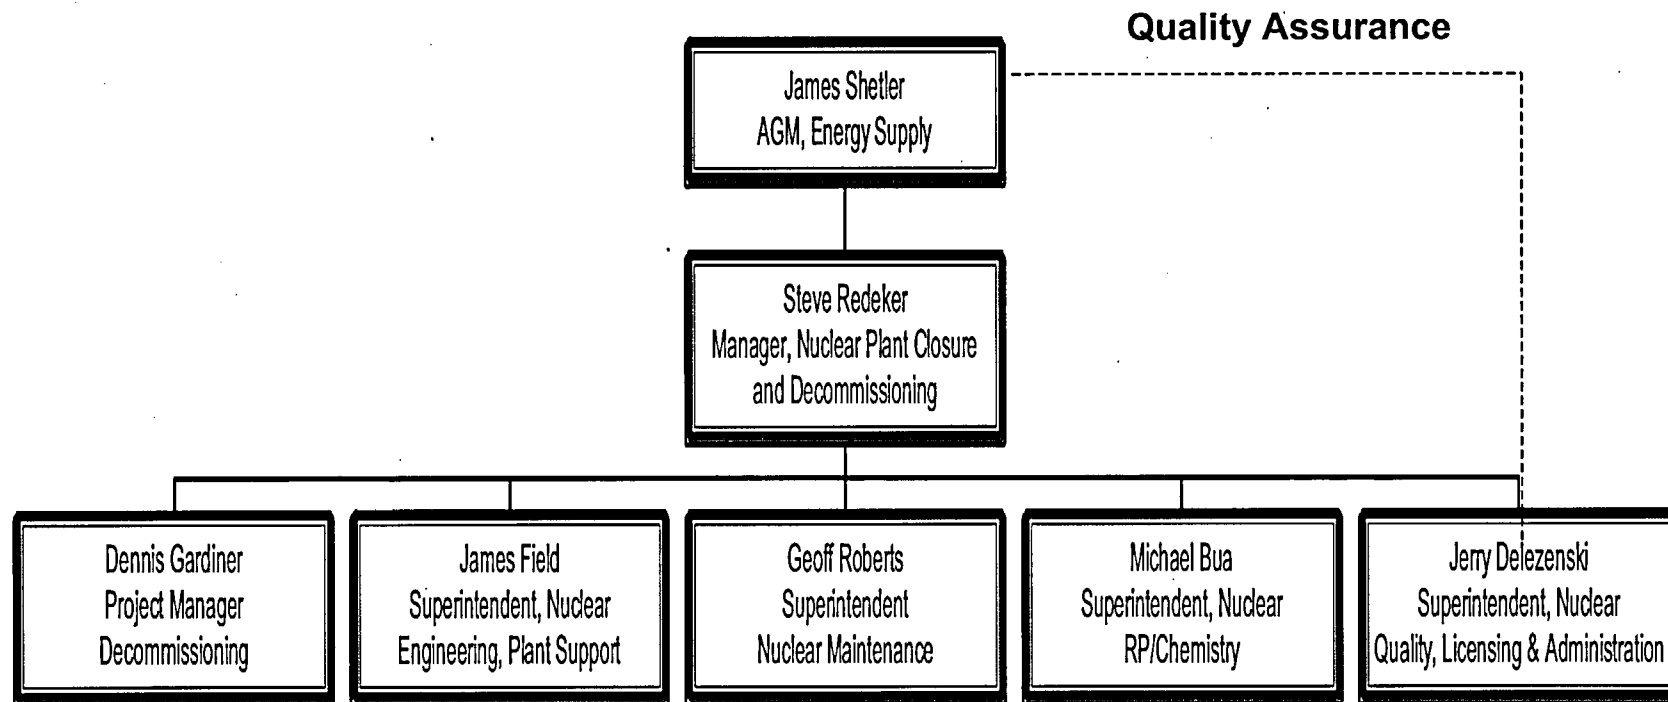 Quality Assurance
James Shetler
AGM, Energy Supply
Steve Redeker
Manager, Nuclear Plant Closure
and Decommissioning
Dennis Gardiner
Project Manager
Decommissioning
James Field
Superintendent, Nuclear
Engineering, Plant Support
Geoff Roberts
Superintendent
Nuclear Maintenance
Michael Bua
Superintendent, Nuclear
RP/Chemistry
Jerry Delezenski
Superintendent, Nuclear
Quality, Licensing & Administration